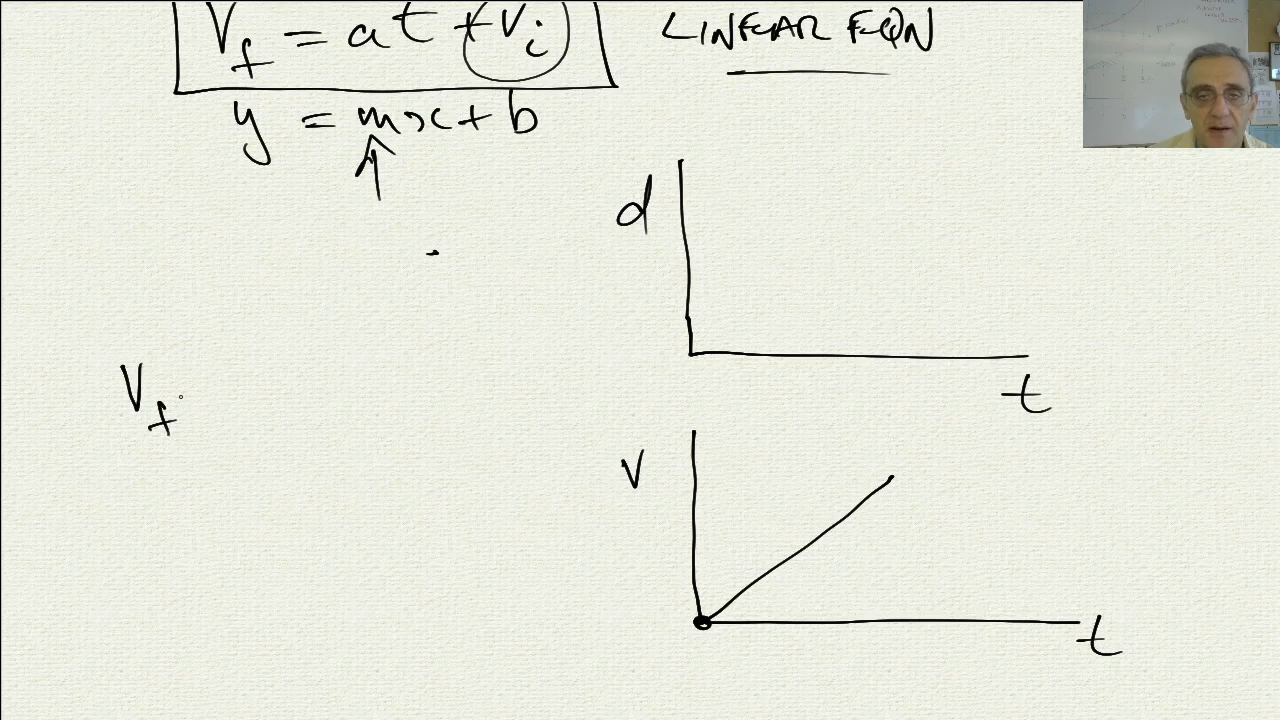 Vf = at + Vi LINEAR EQN
y = mx + b
d
t
Vf
V
t